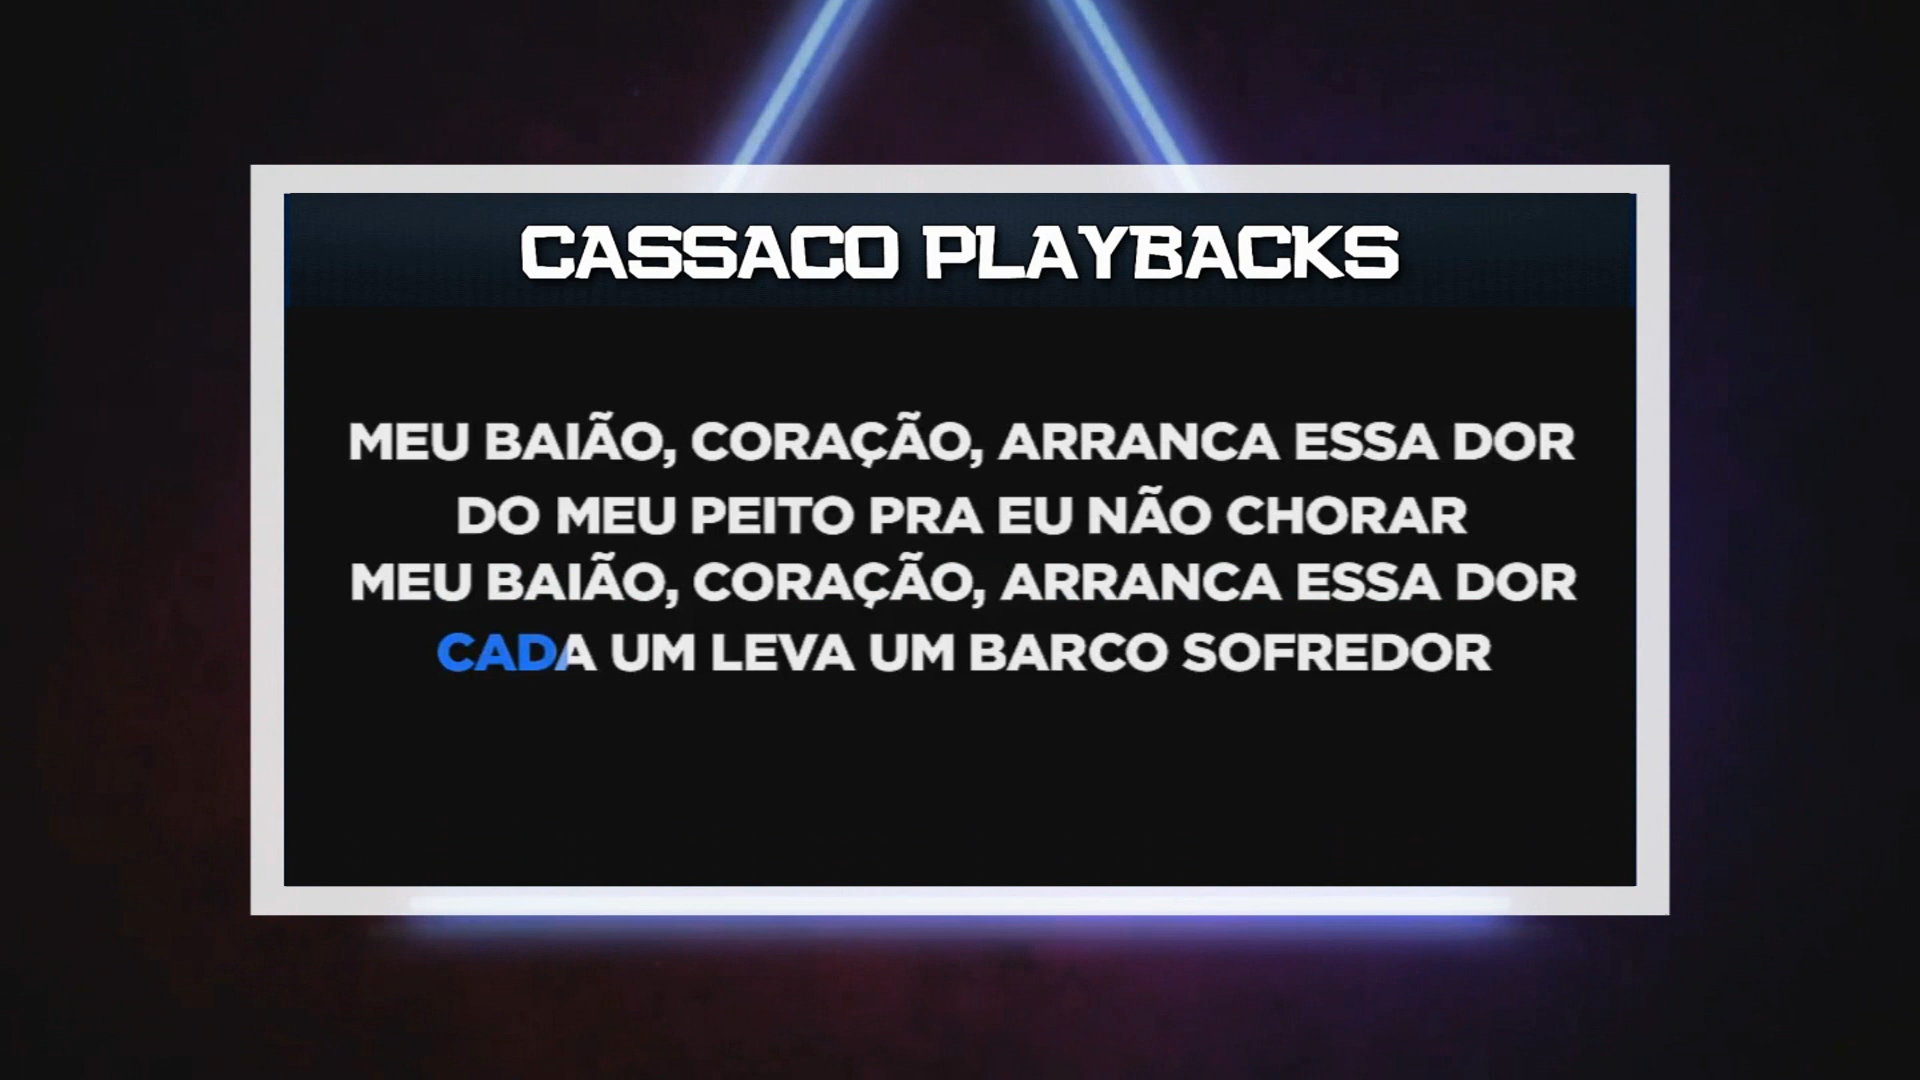 CASSACO PLAYBACKS
MEU BAIÃO, CORAÇÃO, ARRANCA ESSA DOR
DO MEU PEITO PRA EU NÃO CHORAR
MEU BAIÃO, CORAÇÃO, ARRANCA ESSA DOR
CADA UM LEVA UM BARCO SOFREDOR